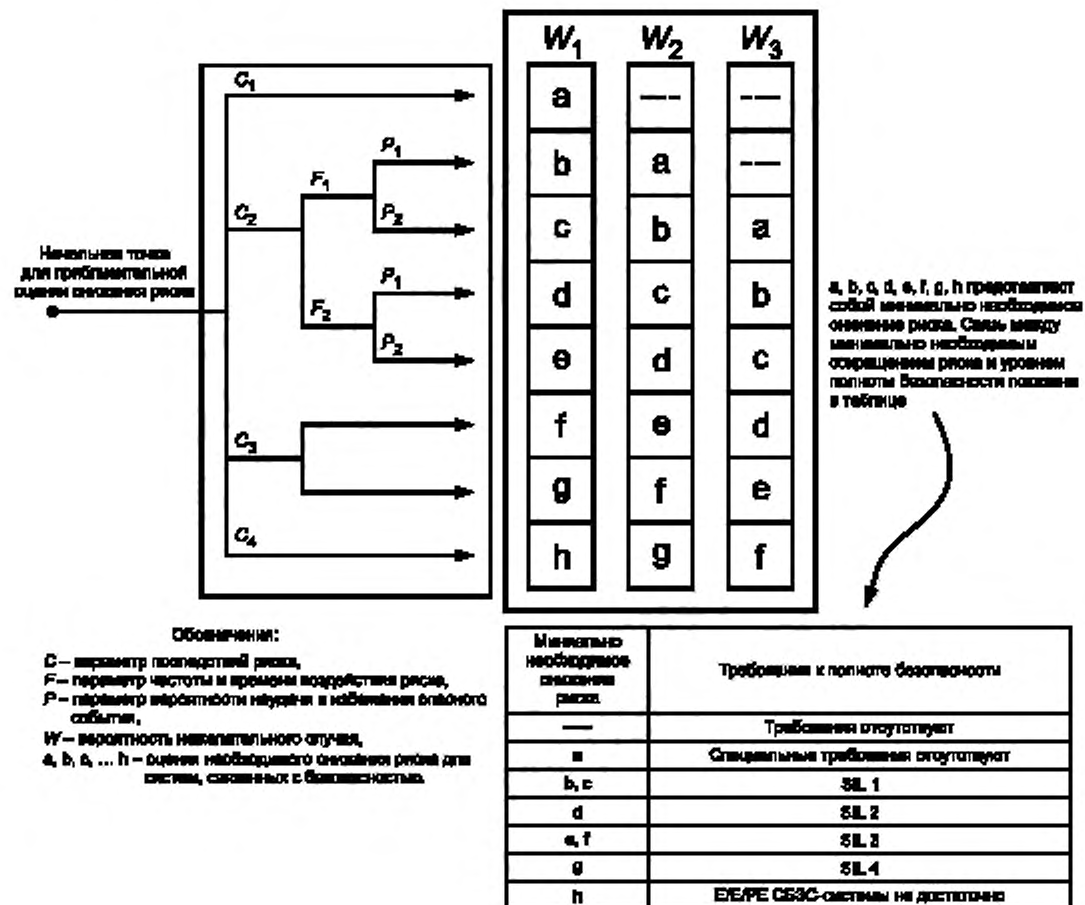 W1 W2 W3
C1
a
—-
—-
P1
b
a
—-
F1
C2
P2
c
b
a
Начальная точка
для приблизительной
оценки снижения риска
P1
d
c
b
F2
P2
e
d
c
a, b, c, d, e, f, g, h представляют
собой минимально необходимое
снижение риска. Связь между
минимально необходимым
сокращением риска и уровнем
полноты безопасности показана
в таблице
f
e
d
C3
g
f
e
C4
h
g
f
Обозначения:
C – параметр последствий риска,
F – параметр частоты и времени воздействия риска,
P – параметр вероятности неудачи в избежания опасного
события,
W – вероятность нежелательного случая,
a, b, c, … h – оценки необходимого снижения риска для
систем, связанных с безопасностью.
Минимально
необходимое
снижение
риска
Требования к полноте безопасности
—-
Требования отсутствуют
a
Специальные требования отсутствуют
b, c
SIL 1
d
SIL 2
e, f
SIL 3
g
SIL 4
h
E/E/PE СБЗС-системы не достаточно